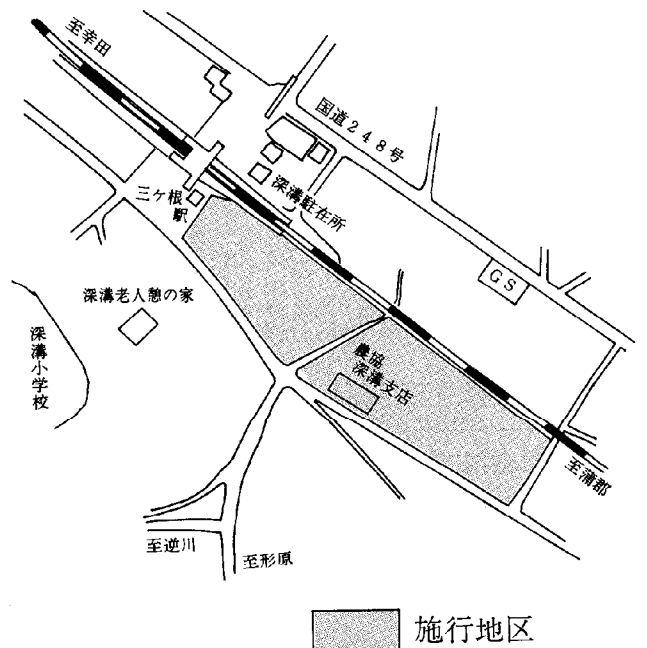 至幸田
国道248号
三ケ根
駅
深溝駐在所
GS
深溝老人憩の家
深溝小学校
農協
深溝支店
至蒲郡
至逆川
至形原
施行地区